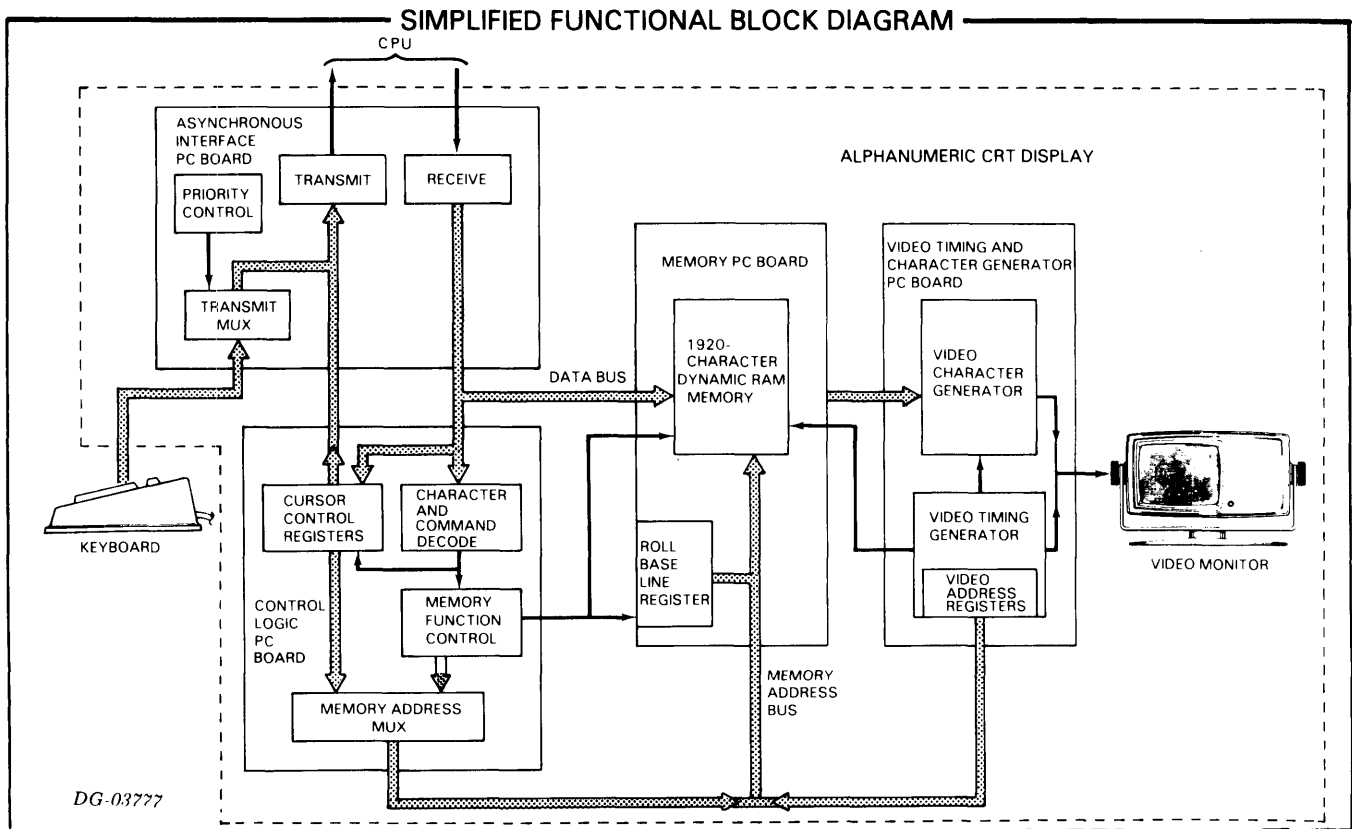 SIMPLIFIED FUNCTIONAL BLOCK DIAGRAM
CPU
ASYNCHRONOUS
INTERFACE
PC BOARD
PRIORITY
CONTROL
TRANSMIT
RECEIVE
TRANSMIT
MUX
ALPHANUMERIC CRT DISPLAY
MEMORY PC BOARD
1920-
CHARACTER
DYNAMIC RAM
MEMORY
VIDEO TIMING AND
CHARACTER GENERATOR
PC BOARD
VIDEO
CHARACTER
GENERATOR
DATA BUS
CURSOR
CONTROL
REGISTERS
CHARACTER
AND
COMMAND
DECODE
KEYBOARD
ROLL
BASE
LINE
REGISTER
VIDEO TIMING
GENERATOR
VIDEO
ADDRESS
REGISTERS
VIDEO MONITOR
CONTROL
LOGIC
PC
BOARD
MEMORY
FUNCTION
CONTROL
MEMORY
ADDRESS
BUS
MEMORY ADDRESS
MUX
DG-03777